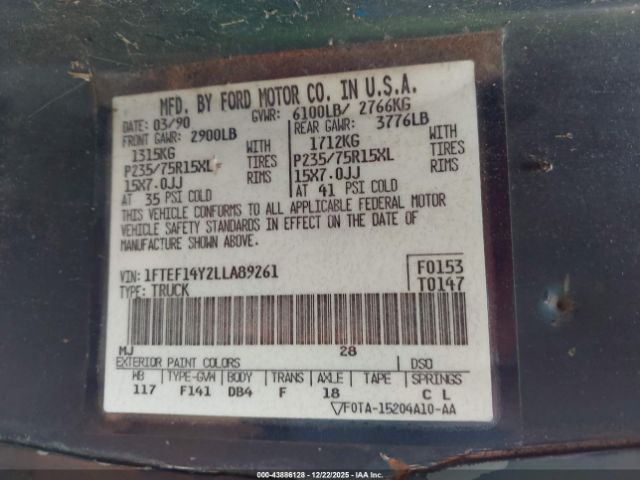 MFD. BY FORD MOTOR CO. IN U.S.A.
DATE: 03/90 GVWR: 6100LB/ 2766KG
FRONT GAWR: 2900LB REAR GAWR: 3776LB
1315KG WITH 1712KG WITH
P235/75R15XL TIRES P235/75R15XL TIRES
15X7.0JJ RIMS 15X7.0JJ RIMS
AT 35 PSI COLD AT 41 PSI COLD
THIS VEHICLE CONFORMS TO ALL APPLICABLE FEDERAL MOTOR
VEHICLE SAFETY STANDARDS IN EFFECT ON THE DATE OF
MANUFACTURE SHOWN ABOVE.
VIN: 1FTEF14Y2LLA89261 F0153
TYPE: TRUCK T0147
MJ 28
EXTERIOR PAINT COLORS DSO
WB TYPE-GVW BODY TRANS AXLE TAPE SPRINGS
117 F141 DB4 F 18 C L
▽F0TA-15204A10-AA
000-43886128 - 12/22/2025 - IAA